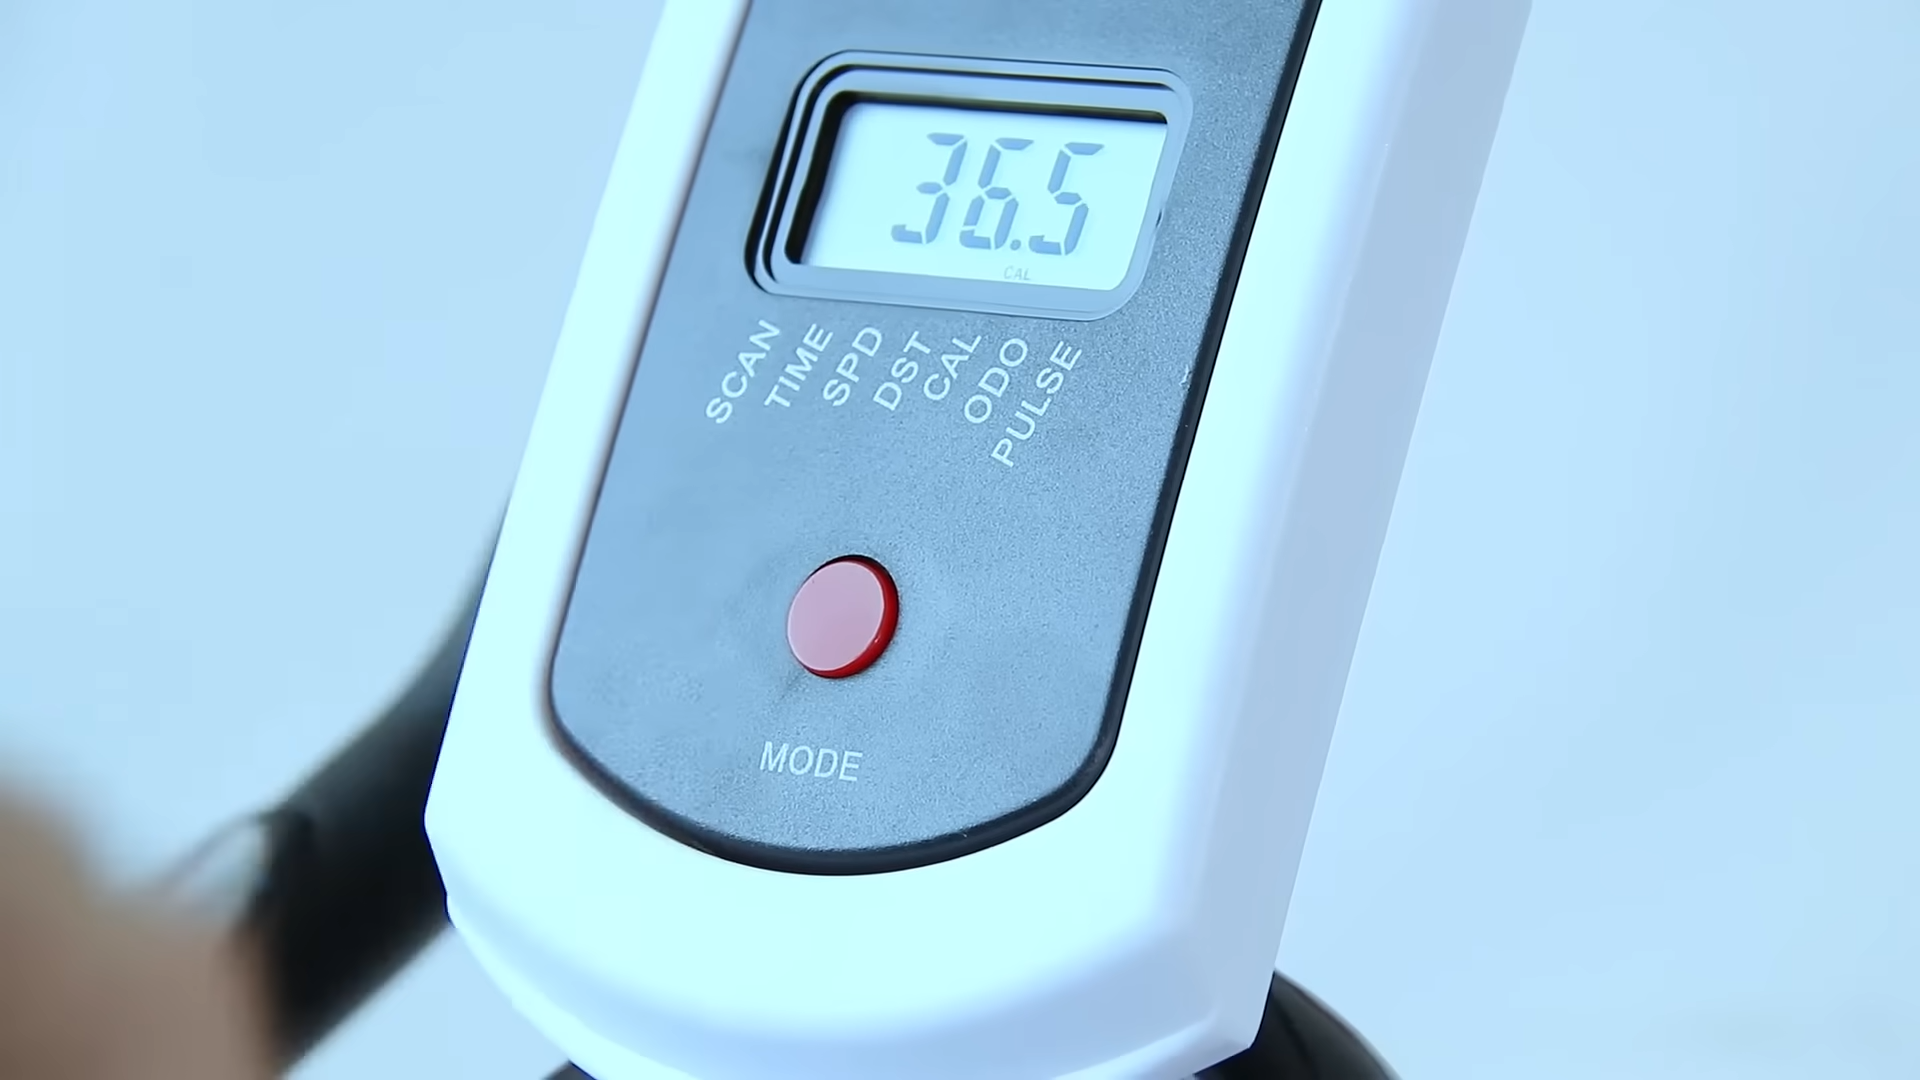 36.5
CAL
SCAN
TIME
SPD
DST
CAL
ODO
PULSE
MODE